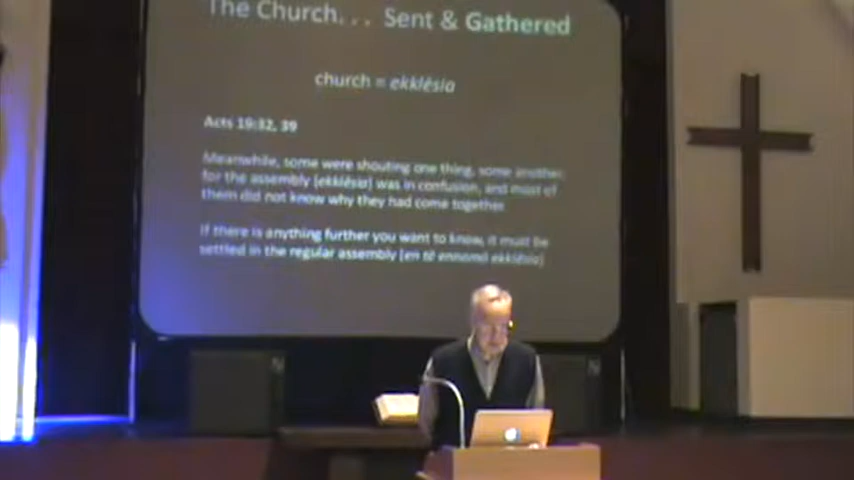 The Church. . . Sent & Gathered
church = ekklēsia
Acts 19:32, 39
Meanwhile, some were shouting one thing, some another;
for the assembly [ekklēsia] was in confusion, and most of
them did not know why they had come together.
If there is anything further you want to know, it must be
settled in the regular assembly [en tē ennomō ekklēsia]